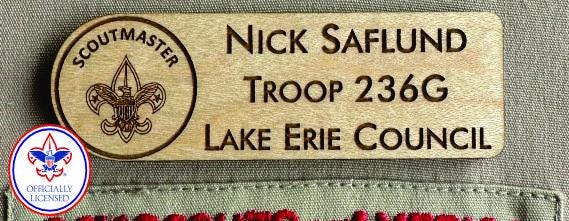 SCOUTMASTER
NICK SAFLUND
TROOP 236G
LAKE ERIE COUNCIL
OFFICIALLY
LICENSED